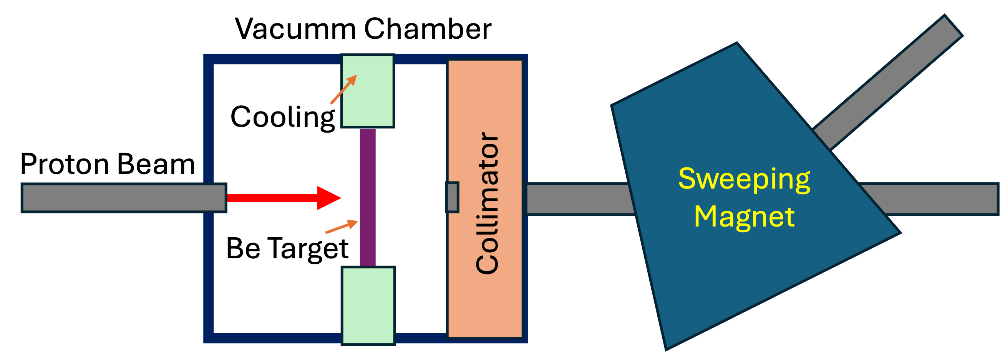 Vacumm Chamber
Cooling
Proton Beam
Be Target
Collimator
Sweeping
Magnet